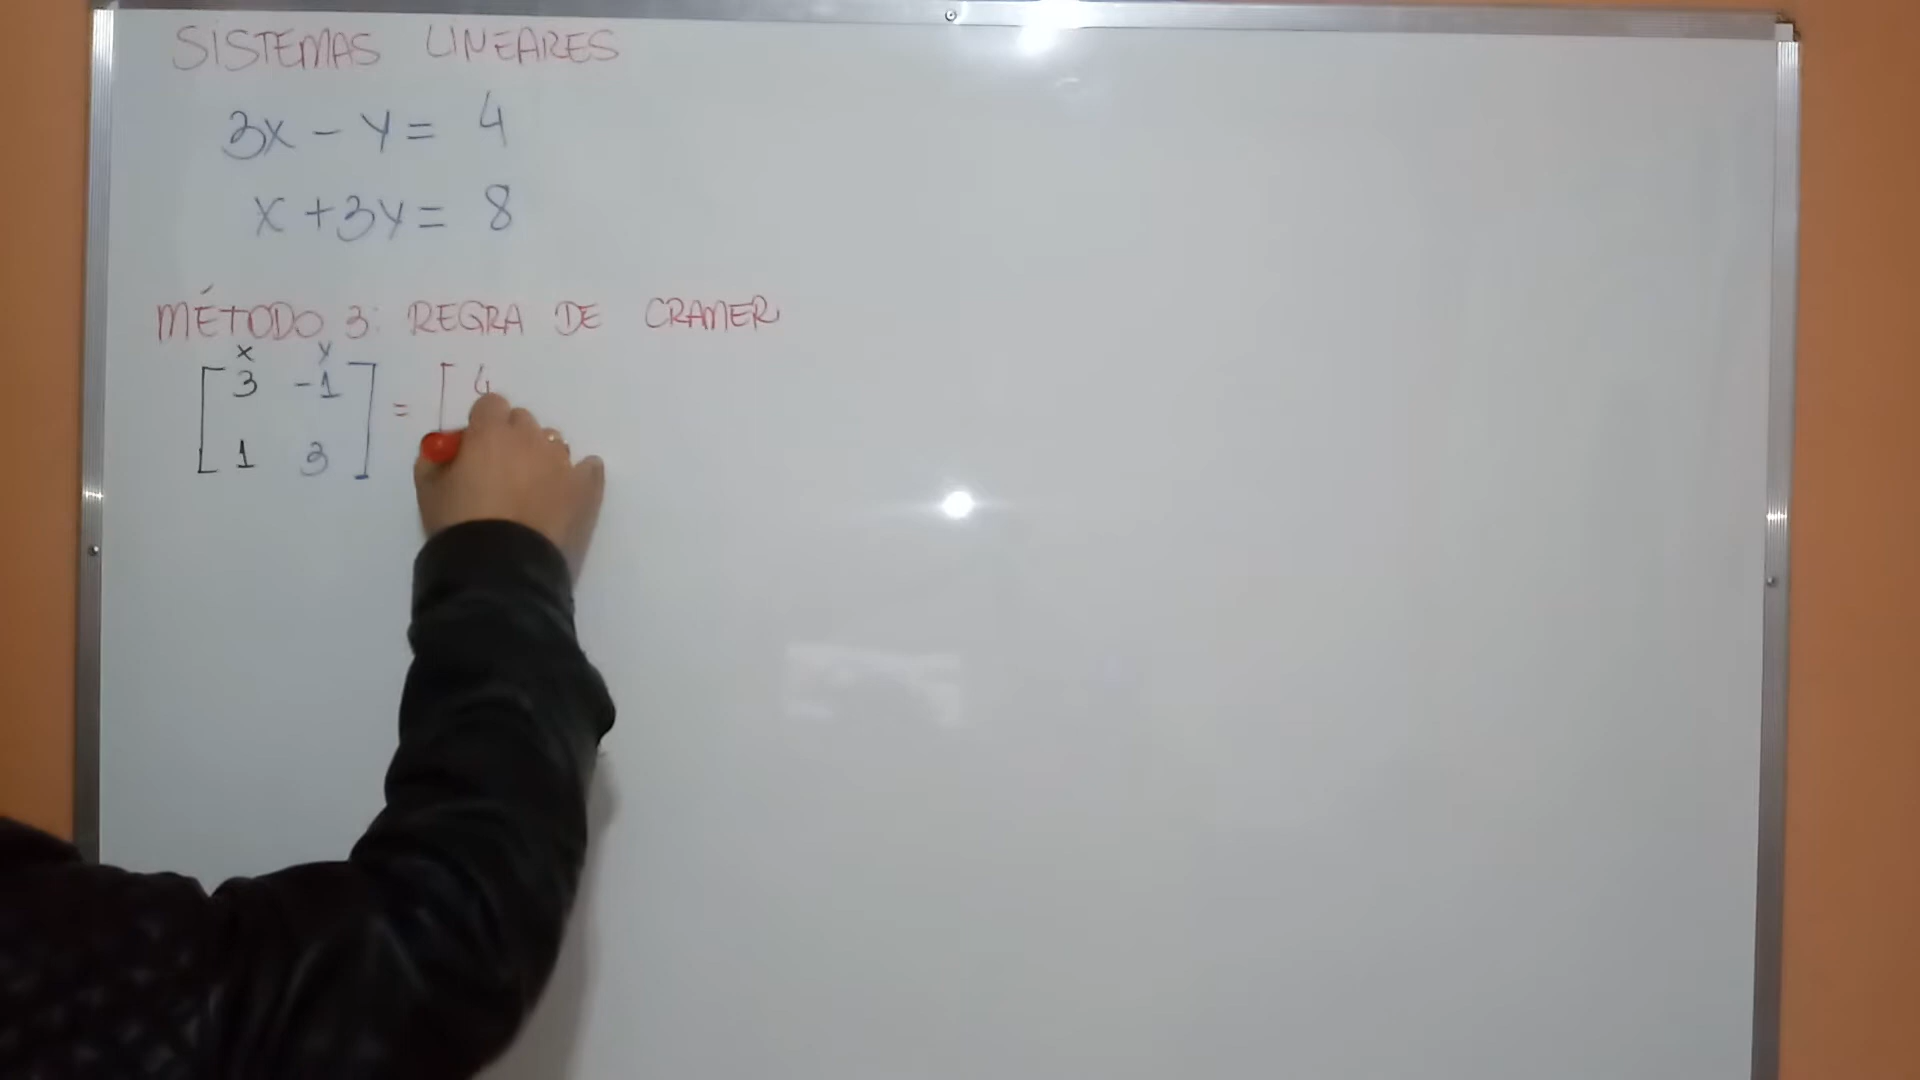 SISTEMAS LINEARES
3x - y = 4
x + 3y = 8
MÉTODO 3: REGRA DE CRAMER
x y
[ 3 -1 ] = [ 4
1 3